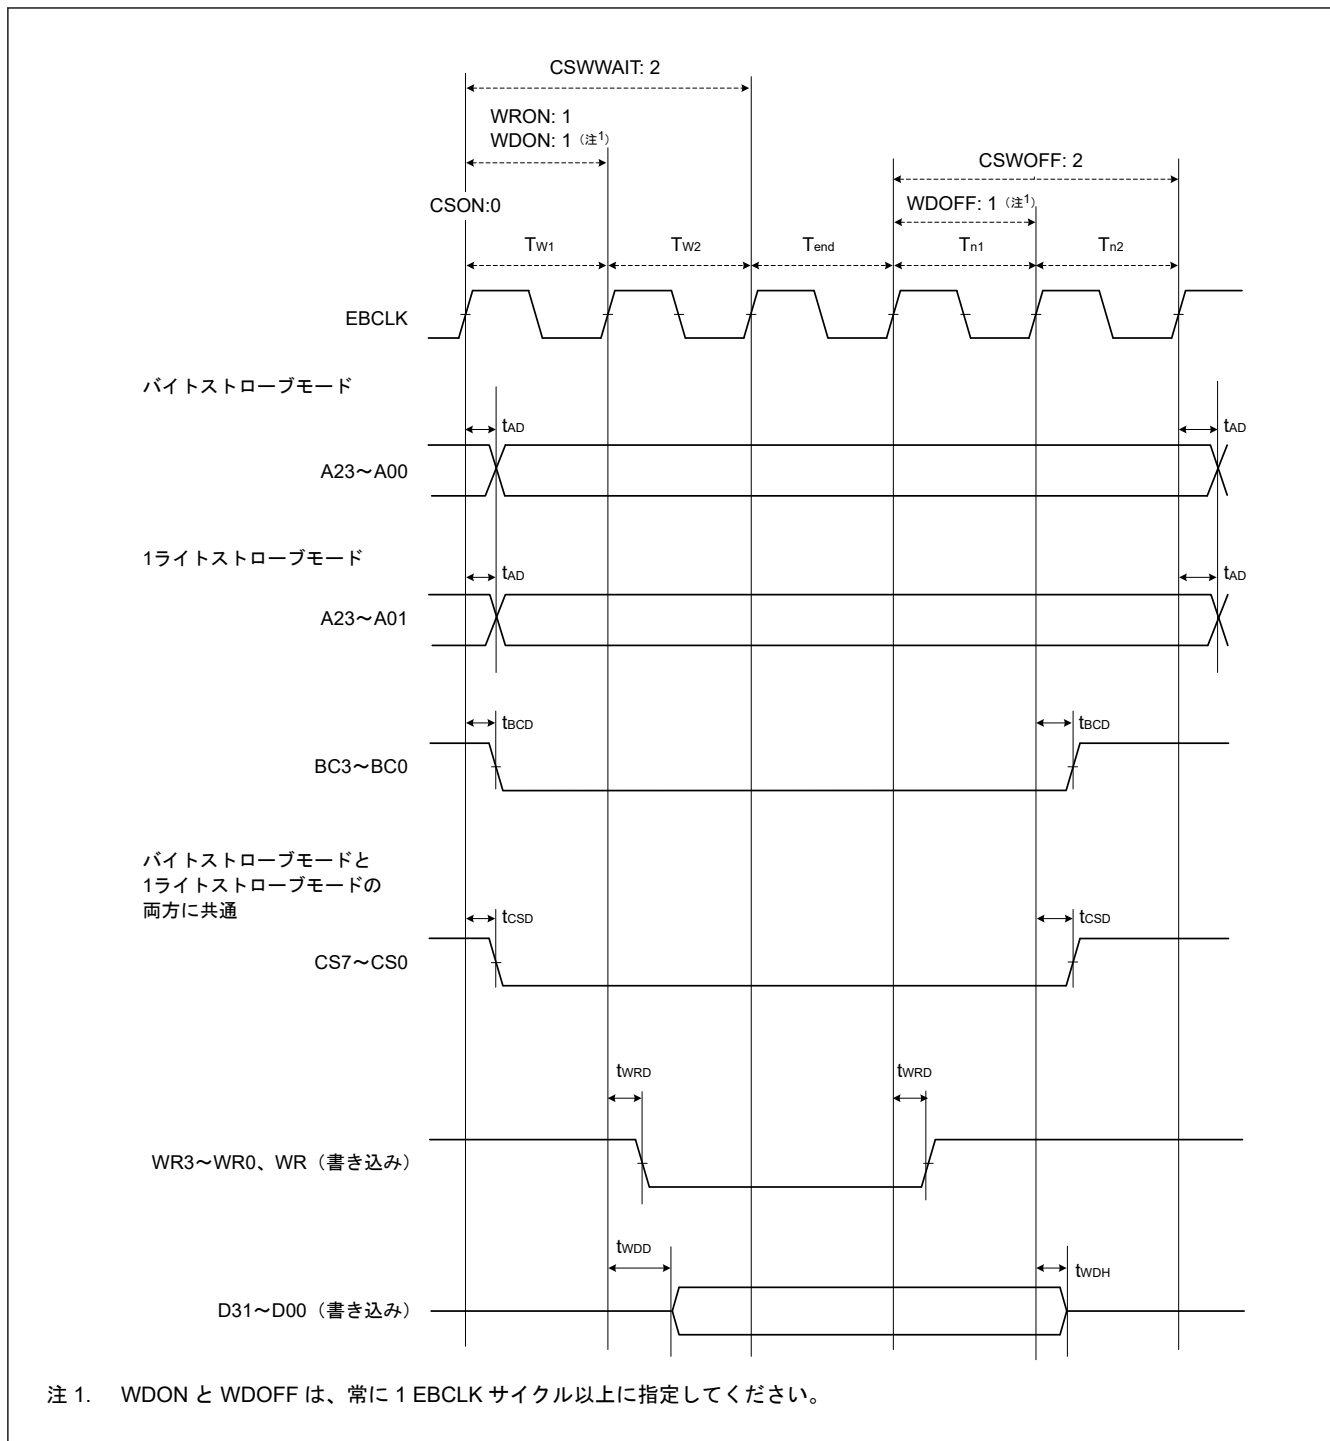 CSWWAIT: 2
WRON: 1
WDON: 1（注1）
CSWOFF: 2
WDOFF: 1（注1）
CSON:0
TW1
TW2
Tend
Tn1
Tn2
EBCLK
バイトストローブモード
tAD
tAD
A23～A00
1ライトストローブモード
tAD
tAD
A23～A01
tBCD
tBCD
BC3～BC0
バイトストローブモードと
1ライトストローブモードの
両方に共通
tCSD
tCSD
CS7～CS0
tWRD
tWRD
WR3～WR0、WR（書き込み）
tWDD
tWDH
D31～D00（書き込み）
注 1. WDON と WDOFF は、常に 1 EBCLK サイクル以上に指定してください。